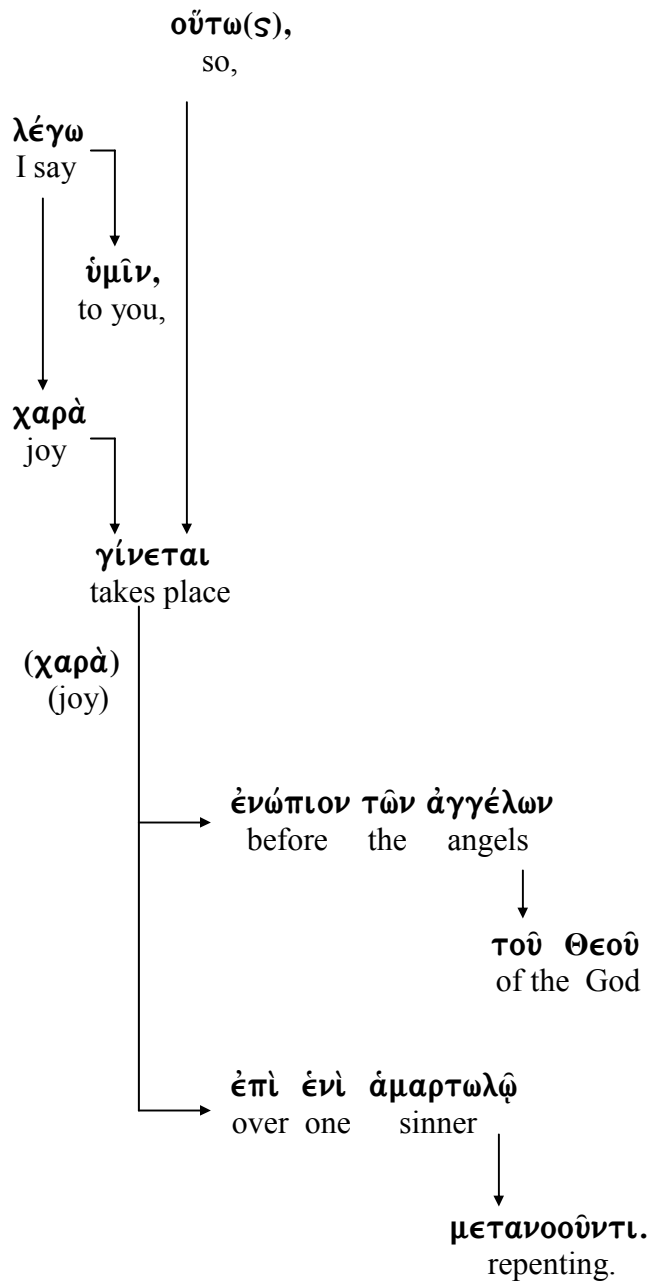 οὕτω(ς),
so,
λέγω
I say
ὑμῖν,
to you,
χαρὰ
joy
γίνεται
takes place
(χαρὰ)
(joy)
ἐνώπιον τῶν ἀγγέλων
before the angels
τοῦ Θεοῦ
of the God
ἐπὶ ἑνὶ ἁμαρτωλῷ
over one sinner
μετανοοῦντι.
repenting.